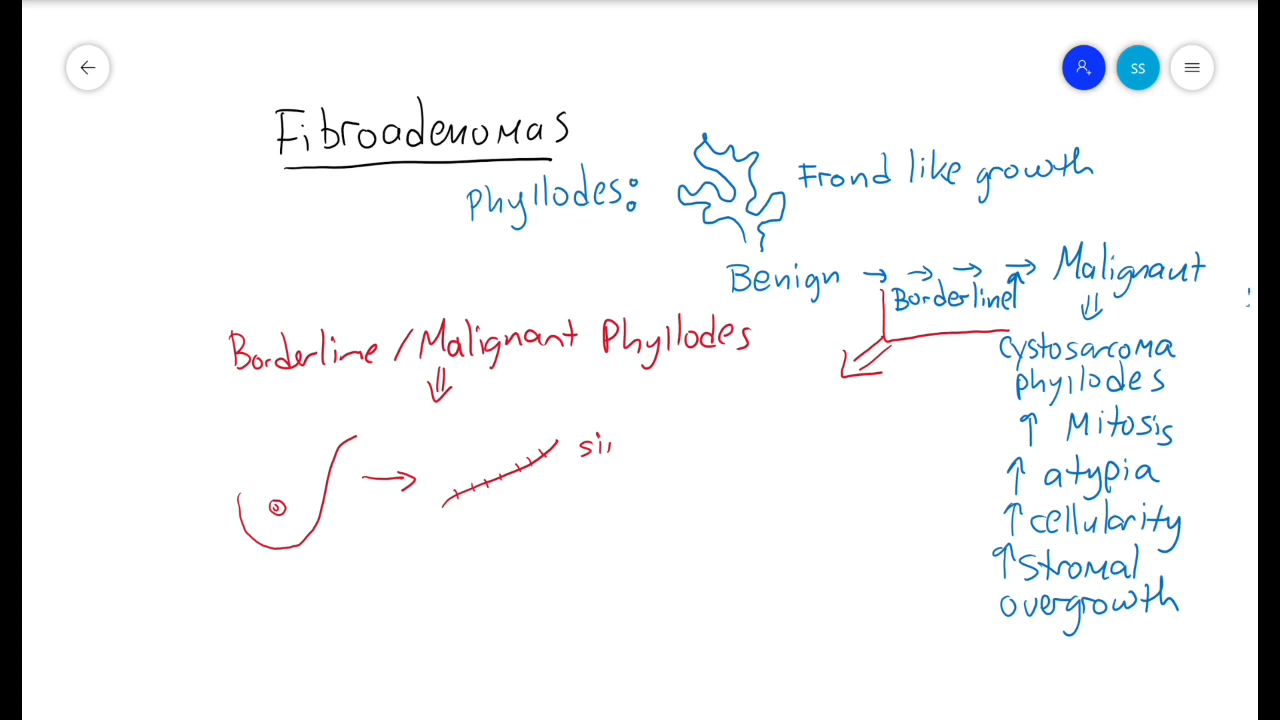 SS
Fibroadenomas
Phyllodes:
Frond like growth
Benign → → → → Malignant
Borderline↑
⇓
Cystosarcoma
phyllodes
↑ Mitosis
↑ atypia
↑ cellularity
↑ stromal
overgrowth
Borderline / Malignant Phyllodes
⇓
→